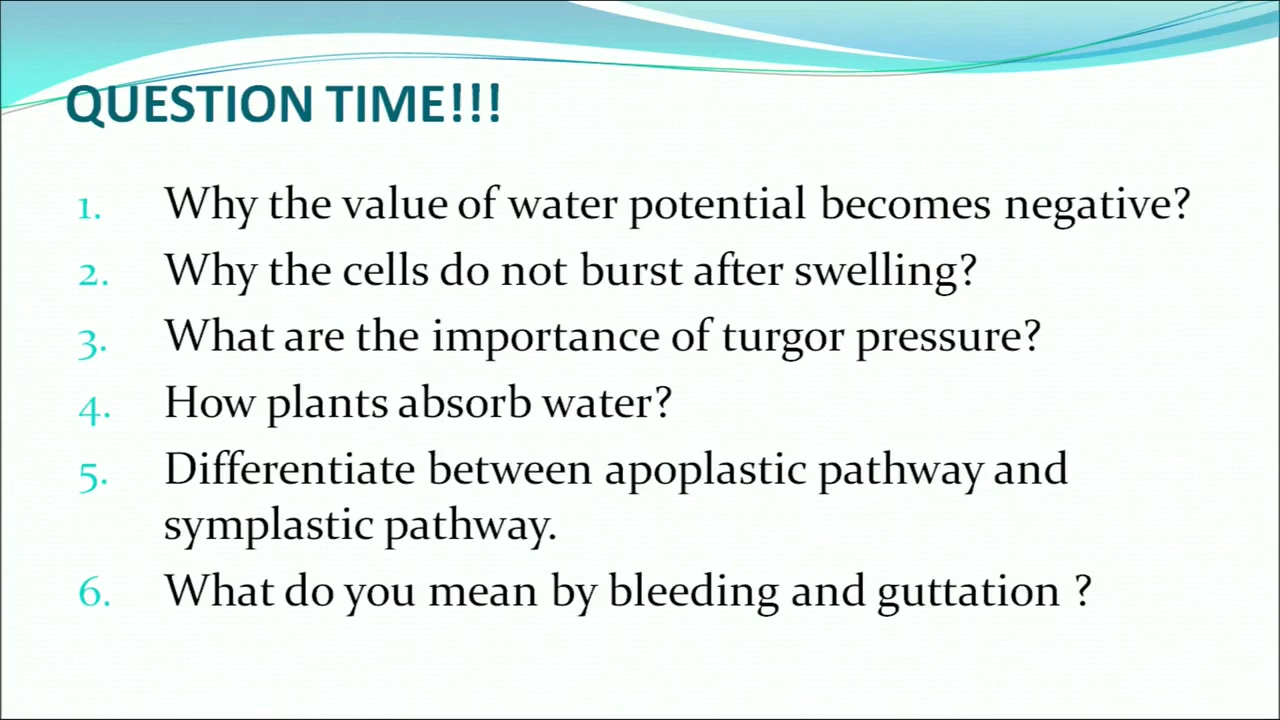 QUESTION TIME!!!
1. Why the value of water potential becomes negative?
2. Why the cells do not burst after swelling?
3. What are the importance of turgor pressure?
4. How plants absorb water?
5. Differentiate between apoplastic pathway and
symplastic pathway.
6. What do you mean by bleeding and guttation ?